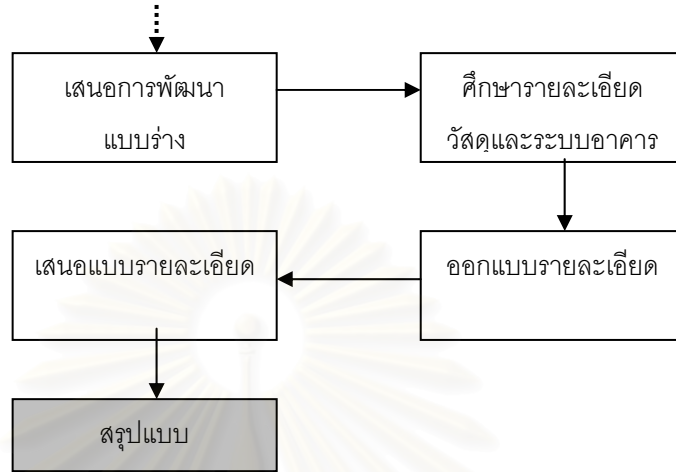 เสนอการพัฒนา
แบบร่าง
ศึกษารายละเอียด
วัสดุและระบบอาคาร
เสนอแบบรายละเอียด
ออกแบบรายละเอียด
สรุปแบบ